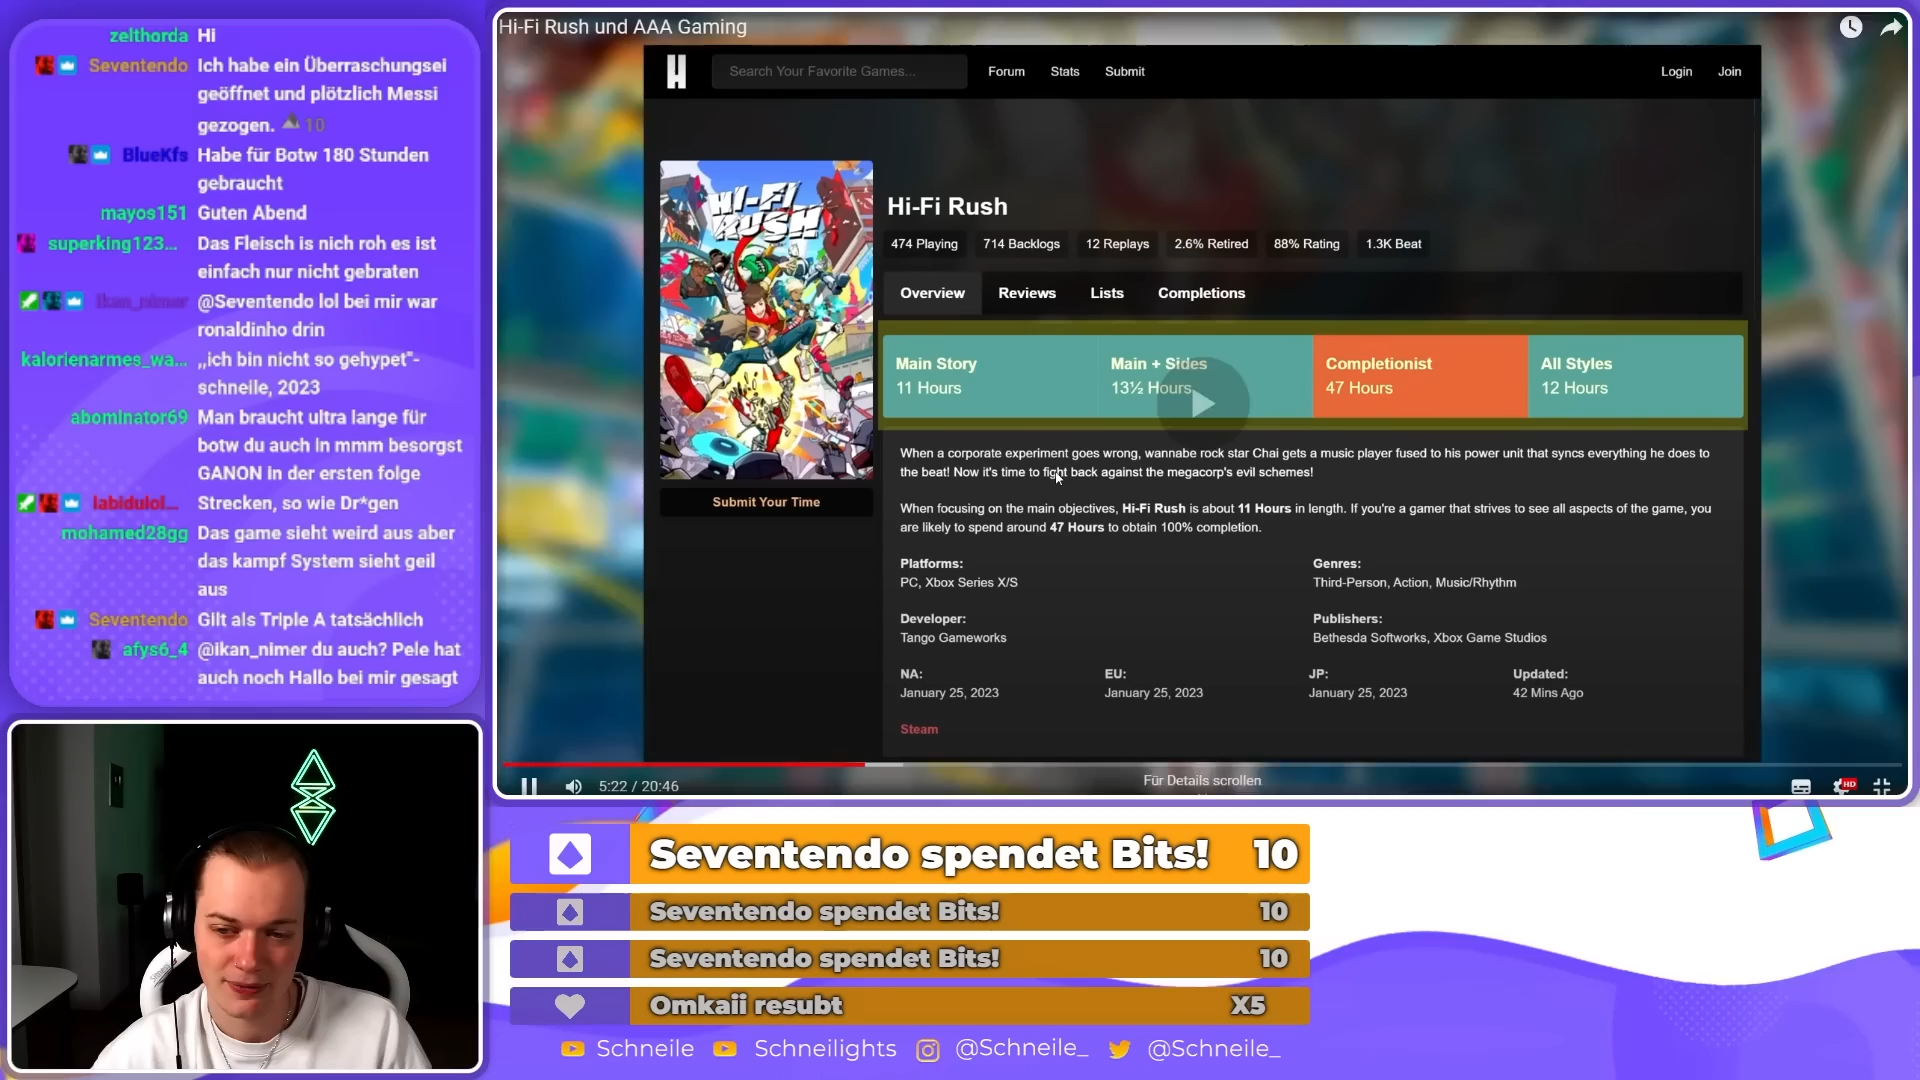 zelthorda Hi
Seventendo Ich habe ein Überraschungsei
geöffnet und plötzlich Messi
gezogen. 10
BlueKfs Habe für Botw 180 Stunden
gebraucht
mayos151 Guten Abend
superking123... Das Fleisch is nich roh es ist
einfach nur nicht gebraten
ikan_nimer @Seventendo lol bei mir war
ronaldinho drin
kalorienarmes_wa... ,,ich bin nicht so gehypet"-
schneile, 2023
abominator69 Man braucht ultra lange für
botw du auch in mmm besorgst
GANON in der ersten folge
labidulol... Strecken, so wie Dr*gen
mohamed28gg Das game sieht weird aus aber
das kampf System sieht geil
aus
Seventendo Gilt als Triple A tatsächlich
afys6_4 @ikan_nimer du auch? Pele hat
auch noch Hallo bei mir gesagt
Hi-Fi Rush und AAA Gaming
H Search Your Favorite Games... Forum Stats Submit Login Join
HI-FI
RUSH
Submit Your Time
Hi-Fi Rush
474 Playing 714 Backlogs 12 Replays 2.6% Retired 88% Rating 1.3K Beat
Overview Reviews Lists Completions
Main Story Main + Sides Completionist All Styles
11 Hours 13½ Hours 47 Hours 12 Hours
When a corporate experiment goes wrong, wannabe rock star Chai gets a music player fused to his power unit that syncs everything he does to
the beat! Now it's time to fight back against the megacorp's evil schemes!
When focusing on the main objectives, Hi-Fi Rush is about 11 Hours in length. If you're a gamer that strives to see all aspects of the game, you
are likely to spend around 47 Hours to obtain 100% completion.
Platforms: Genres:
PC, Xbox Series X/S Third-Person, Action, Music/Rhythm
Developer: Publishers:
Tango Gameworks Bethesda Softworks, Xbox Game Studios
NA: EU: JP: Updated:
January 25, 2023 January 25, 2023 January 25, 2023 42 Mins Ago
Steam
5:22 / 20:46 Für Details scrollen HD
Seventendo spendet Bits! 10
Seventendo spendet Bits! 10
Seventendo spendet Bits! 10
Omkaii resubt X5
Schneile Schneilights @Schneile_ @Schneile_